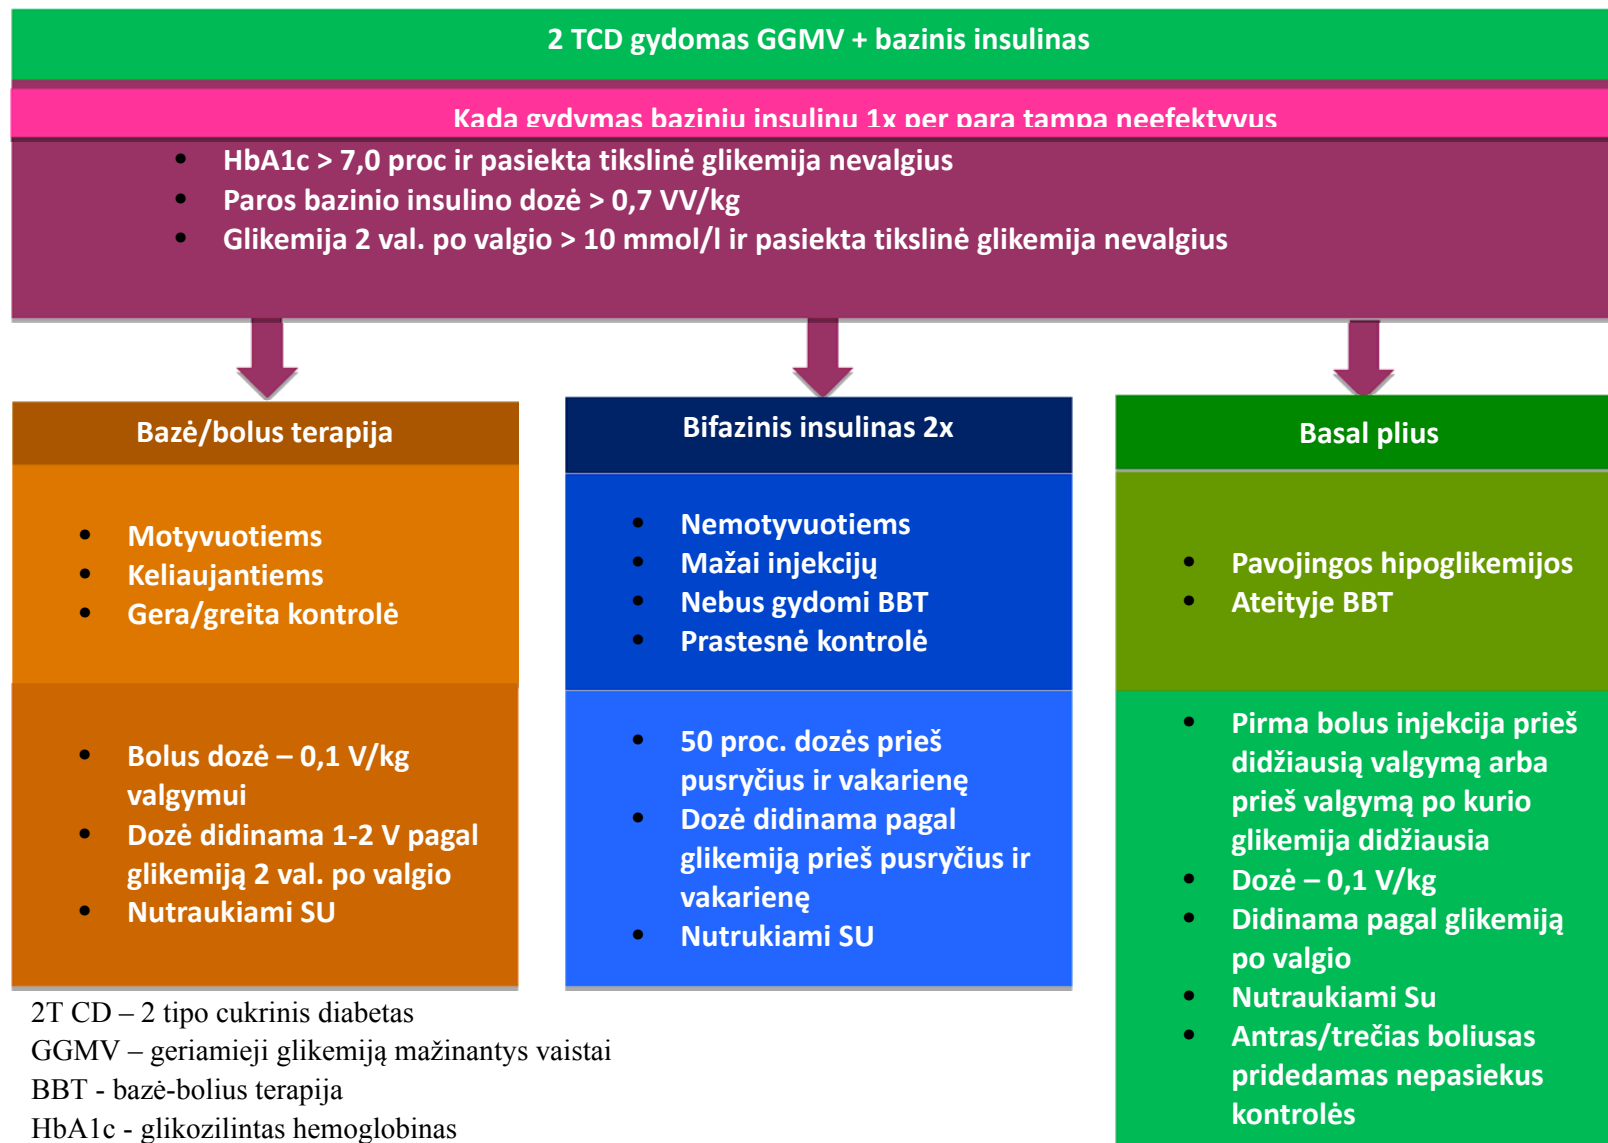 2 TCD gydomas GGMV + bazinis insulinas
Kada gydymas baziniu insulinu 1x per para tampa neefektyvus
• HbA1c > 7,0 proc ir pasiekta tikslinė glikemija nevalgius
• Paros bazinio insulino dozė > 0,7 VV/kg
• Glikemija 2 val. po valgio > 10 mmol/l ir pasiekta tikslinė glikemija nevalgius
Bazė/bolus terapija
• Motyvuotiems
• Keliaujantiems
• Gera/greita kontrolė
• Bolus dozė – 0,1 V/kg
valgymui
• Dozė didinama 1-2 V pagal
glikemiją 2 val. po valgio
• Nutraukiami SU
Bifazinis insulinas 2x
• Nemotyvuotiems
• Mažai injekcijų
• Nebus gydomi BBT
• Prastesnė kontrolė
• 50 proc. dozės prieš
pusryčius ir vakarienę
• Dozė didinama pagal
glikemiją prieš pusryčius ir
vakarienę
• Nutrukiami SU
Basal plius
• Pavojingos hipoglikemijos
• Ateityje BBT
• Pirma bolus injekcija prieš
didžiausią valgymą arba
prieš valgymą po kurio
glikemija didžiausia
• Dozė – 0,1 V/kg
• Didinama pagal glikemiją
po valgio
• Nutraukiami Su
• Antras/trečias boliusas
pridedamas nepasiekus
kontrolės
2T CD – 2 tipo cukrinis diabetas
GGMV – geriamieji glikemiją mažinantys vaistai
BBT - bazė-bolius terapija
HbA1c - glikozilintas hemoglobinas